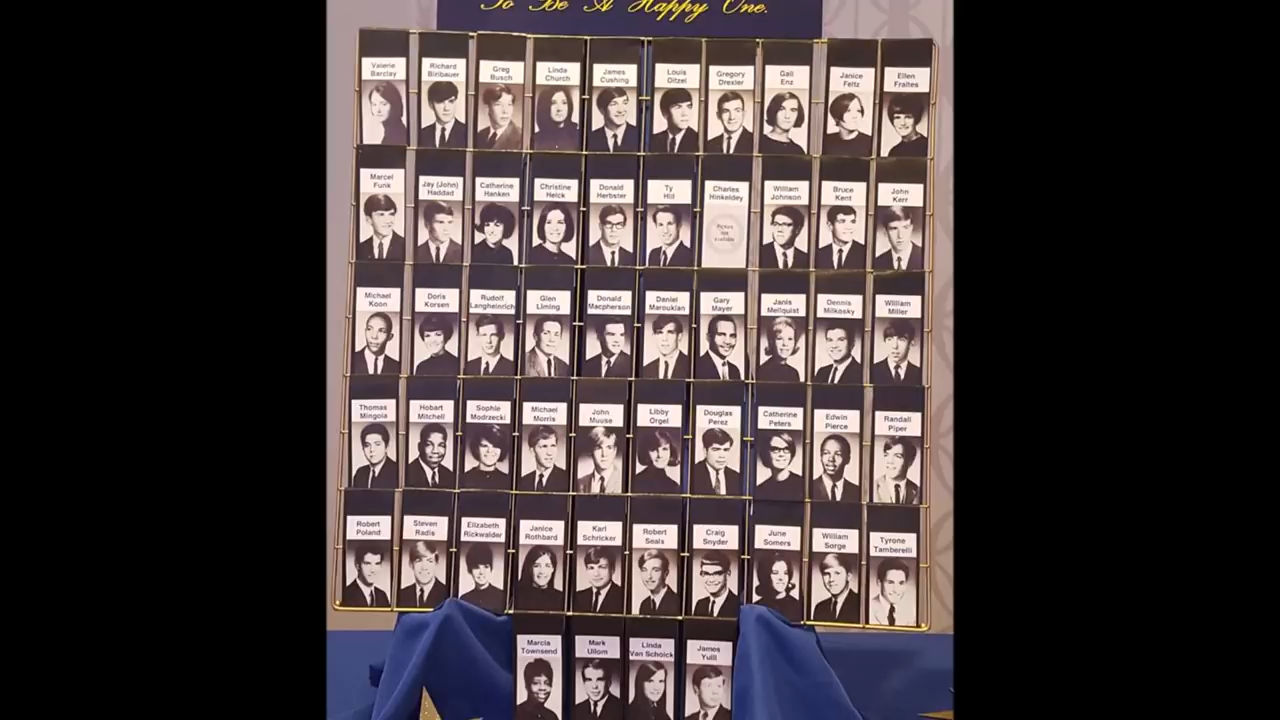 To Be A Happy One.
Valerie Barclay
Richard Biribauer
Greg Busch
Linda Church
James Cushing
Louis Ditzel
Gregory Drexler
Gail Enz
Janice Feltz
Ellen Fraites
Marcel Funk
Jay (John) Haddad
Catherine Hanken
Christine Heick
Donald Herbster
Ty Hil
Charles Hinkeldey
Picture not available
William Johnson
Bruce Kent
John Kerr
Michael Koon
Doris Korsen
Rudolf Langheinrich
Glen Liming
Donald Macpherson
Daniel Maroukian
Gary Mayer
Janis Mellquist
Dennis Milkosky
William Miller
Thomas Mingoia
Hobart Mitchell
Sophie Modrzecki
Michael Morris
John Muuse
Libby Orgel
Douglas Perez
Catherine Peters
Edwin Pierce
Randall Piper
Robert Poland
Steven Radis
Elizabeth Rickwalder
Janice Rothbard
Karl Schricker
Robert Seals
Craig Snyder
June Somers
William Sorge
Tyrone Tamberelli
Marcia Townsend
Mark Ullom
Linda Van Schoick
James Yuill